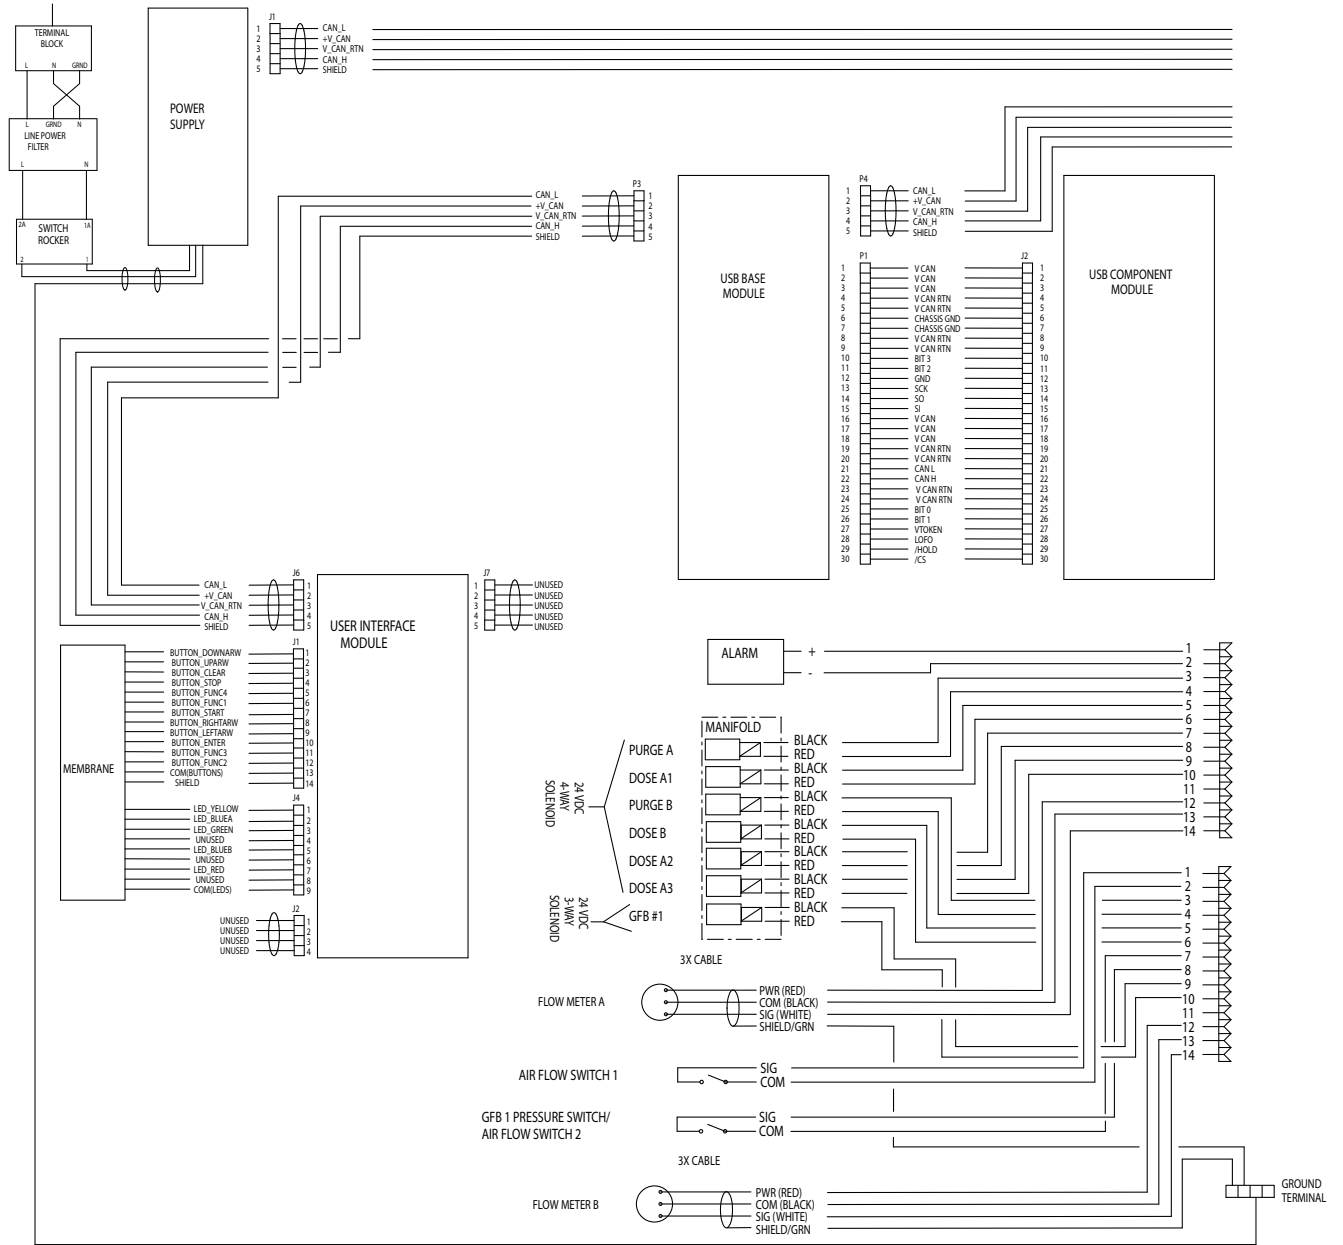 TERMINAL
BLOCK
L N GRND
L GRND N
LINE POWER
FILTER
L N
2A 1A
SWITCH
ROCKER
2 1
POWER
SUPPLY
J1
1 CAN_L
2 +V_CAN
3 V_CAN_RTN
4 CAN_H
5 SHIELD
P3
CAN_L 1
+V_CAN 2
V_CAN_RTN 3
CAN_H 4
SHIELD 5
USB BASE
MODULE
P4
1 CAN_L
2 +V_CAN
3 V_CAN_RTN
4 CAN_H
5 SHIELD
USB COMPONENT
MODULE
P1 J2
1 V CAN 1
2 V CAN 2
3 V CAN 3
4 V CAN RTN 4
5 V CAN RTN 5
6 CHASSIS GND 6
7 CHASSIS GND 7
8 V CAN RTN 8
9 V CAN RTN 9
10 BIT 3 10
11 BIT 2 11
12 GND 12
13 SCK 13
14 SO 14
15 SI 15
16 V CAN 16
17 V CAN 17
18 V CAN 18
19 V CAN RTN 19
20 V CAN RTN 20
21 CAN L 21
22 CAN H 22
23 V CAN RTN 23
24 V CAN RTN 24
25 BIT 0 25
26 BIT 1 26
27 VTOKEN 27
28 LOFO 28
29 /HOLD 29
30 /CS 30
J6
CAN_L 1
+V_CAN 2
V_CAN_RTN 3
CAN_H 4
SHIELD 5
USER INTERFACE
MODULE
J7
1 UNUSED
2 UNUSED
3 UNUSED
4 UNUSED
5 UNUSED
MEMBRANE
J1
BUTTON_DOWNARW 1
BUTTON_UPARW 2
BUTTON_CLEAR 3
BUTTON_STOP 4
BUTTON_FUNC4 5
BUTTON_FUNC1 6
BUTTON_START 7
BUTTON_RIGHTARW 8
BUTTON_LEFTARW 9
BUTTON_ENTER 10
BUTTON_FUNC3 11
BUTTON_FUNC2 12
COM(BUTTONS) 13
SHIELD 14
J4
LED_YELLOW 1
LED_BLUEA 2
LED_GREEN 3
UNUSED 4
LED_BLUEB 5
UNUSED 6
LED_RED 7
UNUSED 8
COM(LEDS) 9
J2
UNUSED 1
UNUSED 2
UNUSED 3
UNUSED 4
ALARM
+
-
MANIFOLD
24 VDC
4-WAY
SOLENOID
PURGE A BLACK
RED
DOSE A1 BLACK
RED
PURGE B BLACK
RED
DOSE B BLACK
RED
DOSE A2 BLACK
RED
DOSE A3 BLACK
RED
24 VDC
3-WAY
SOLENOID
GFB #1 BLACK
RED
1
2
3
4
5
6
7
8
9
10
11
12
13
14
1
2
3
4
5
6
7
8
9
10
11
12
13
14
3X CABLE
FLOW METER A
PWR (RED)
COM (BLACK)
SIG (WHITE)
SHIELD/GRN
AIR FLOW SWITCH 1
SIG
COM
GFB 1 PRESSURE SWITCH/
AIR FLOW SWITCH 2
SIG
COM
3X CABLE
FLOW METER B
PWR (RED)
COM (BLACK)
SIG (WHITE)
SHIELD/GRN
GROUND
TERMINAL